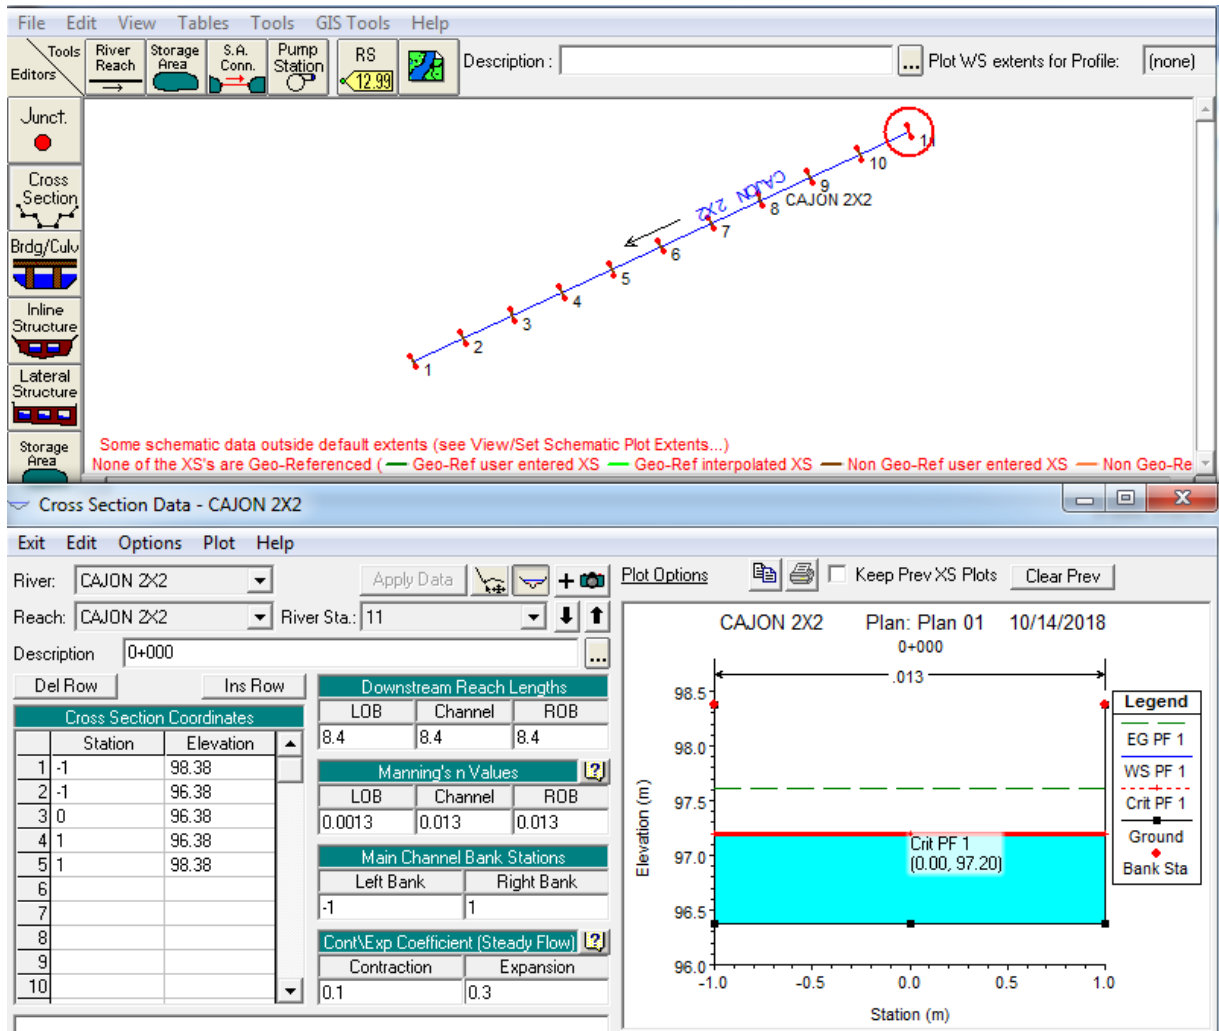 File Edit View Tables Tools GIS Tools Help
Tools
Editors
River Reach
Storage Area
S.A. Conn.
Pump Station
RS
12.99
Description :
...
Plot WS extents for Profile:
(none)
Junct.
Cross Section
Brdg/Culv
Inline Structure
Lateral Structure
Storage Area
11
10
9
CAJON 2X2
8
CAJON 2X2
7
6
5
4
3
2
1
Some schematic data outside default extents (see View/Set Schematic Plot Extents...)
None of the XS's are Geo-Referenced ( — Geo-Ref user entered XS — Geo-Ref interpolated XS — Non Geo-Ref user entered XS — Non Geo-Re
Cross Section Data - CAJON 2X2
Exit Edit Options Plot Help
River: CAJON 2X2 Apply Data
Reach: CAJON 2X2 River Sta.: 11
Description 0+000 ...
Del Row Ins Row
Cross Section Coordinates
Station Elevation
1 -1 98.38
2 -1 96.38
3 0 96.38
4 1 96.38
5 1 98.38
6
7
8
9
10
Downstream Reach Lengths
LOB Channel ROB
8.4 8.4 8.4
Manning's n Values
LOB Channel ROB
0.0013 0.013 0.013
Main Channel Bank Stations
Left Bank Right Bank
-1 1
Cont\Exp Coefficient (Steady Flow)
Contraction Expansion
0.1 0.3
Plot Options Keep Prev XS Plots Clear Prev
CAJON 2X2 Plan: Plan 01 10/14/2018
0+000
.013
98.5
98.0
97.5
97.0
96.5
96.0
Elevation (m)
Crit PF 1
(0.00, 97.20)
-1.0 -0.5 0.0 0.5 1.0
Station (m)
Legend
EG PF 1
WS PF 1
Crit PF 1
Ground
Bank Sta